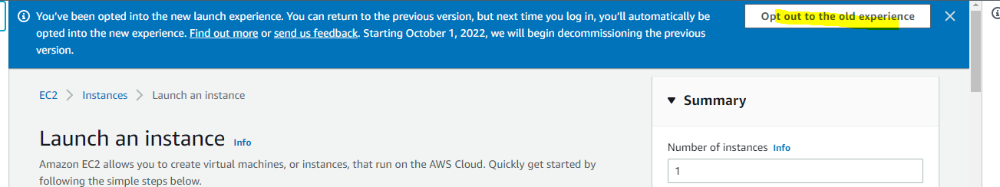 You've been opted into the new launch experience. You can return to the previous version, but next time you log in, you'll automatically be
opted into the new experience. Find out more or send us feedback. Starting October 1, 2022, we will begin decommissioning the previous
version.
Opt out to the old experience
EC2 > Instances > Launch an instance
Launch an instance Info
Amazon EC2 allows you to create virtual machines, or instances, that run on the AWS Cloud. Quickly get started by
following the simple steps below.
Summary
Number of instances Info
1